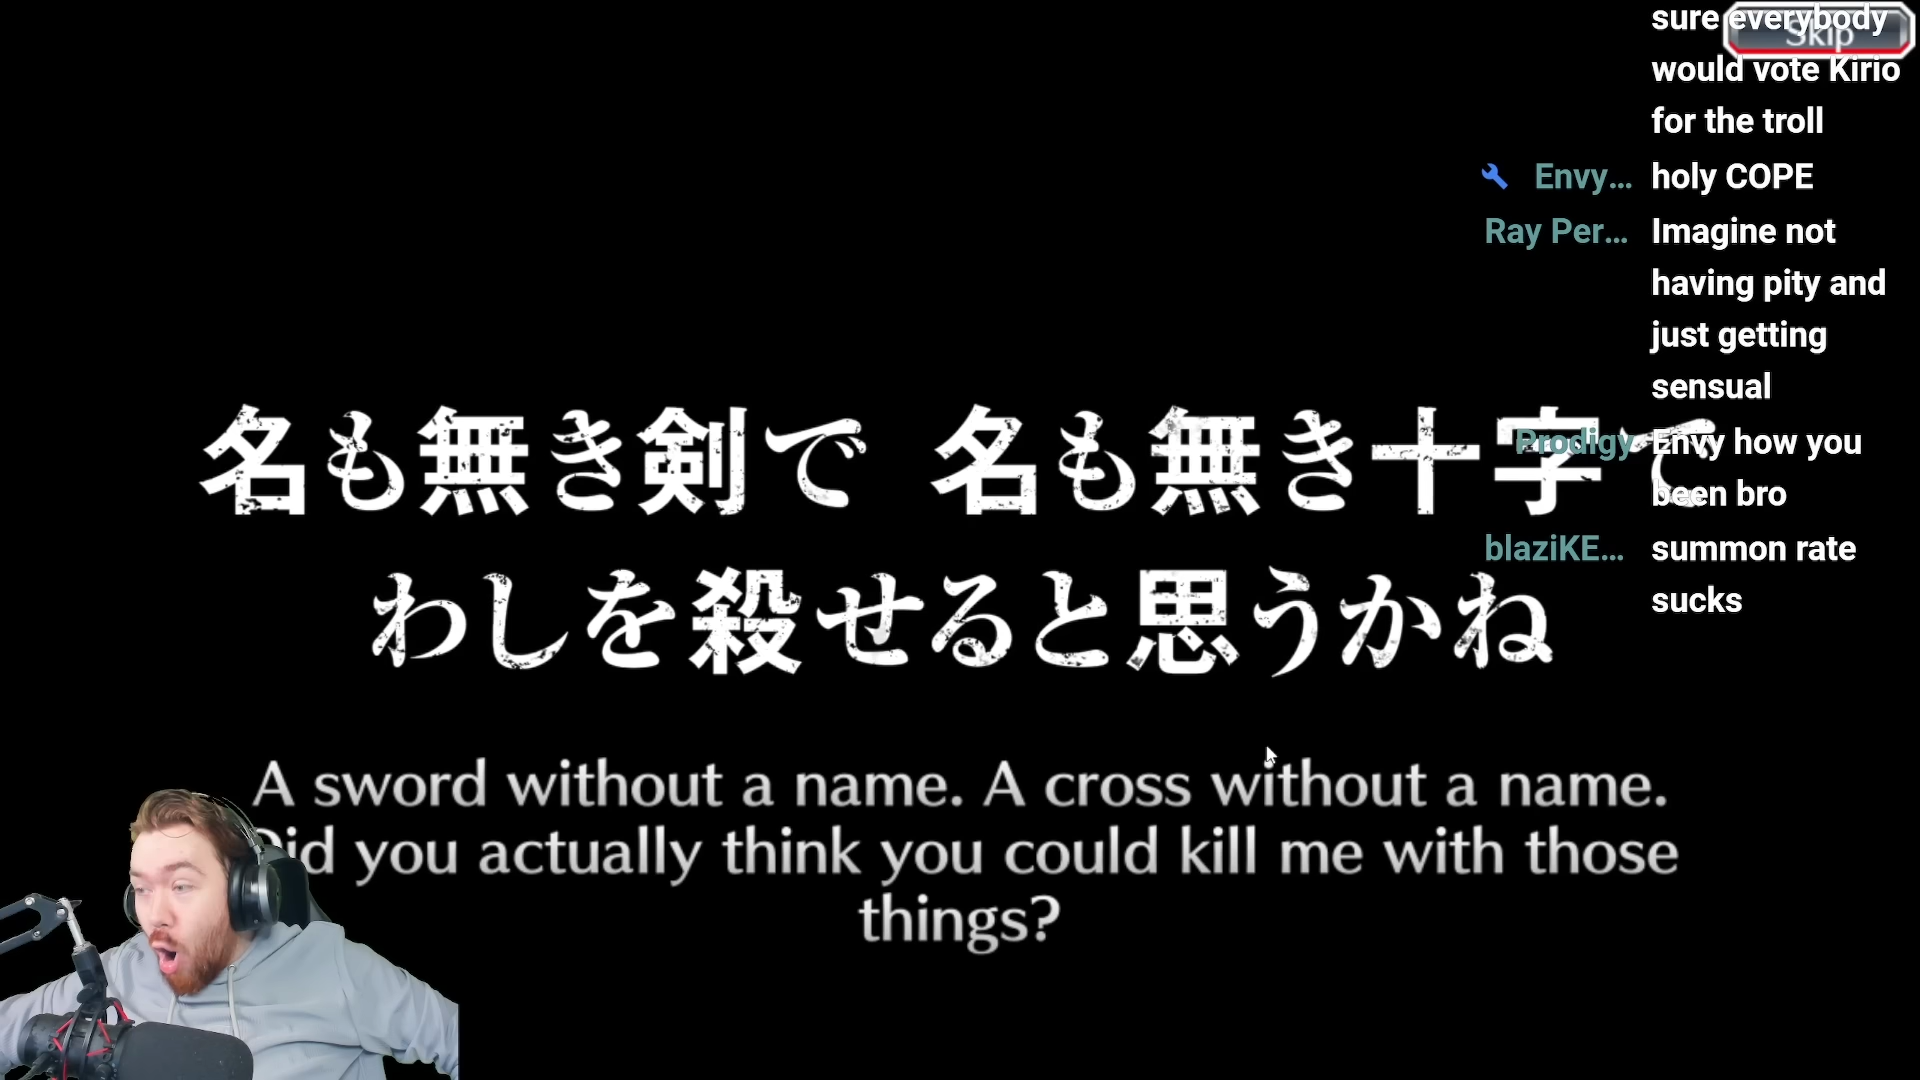 sure everybody
Skip
would vote Kirio
for the troll
Envy... holy COPE
Ray Per... Imagine not
having pity and
just getting
sensual
Prodigy Envy how you
been bro
blaziKE... summon rate
sucks
名も無き剣で 名も無き十字で
わしを殺せると思うかね
A sword without a name. A cross without a name.
Did you actually think you could kill me with those
things?